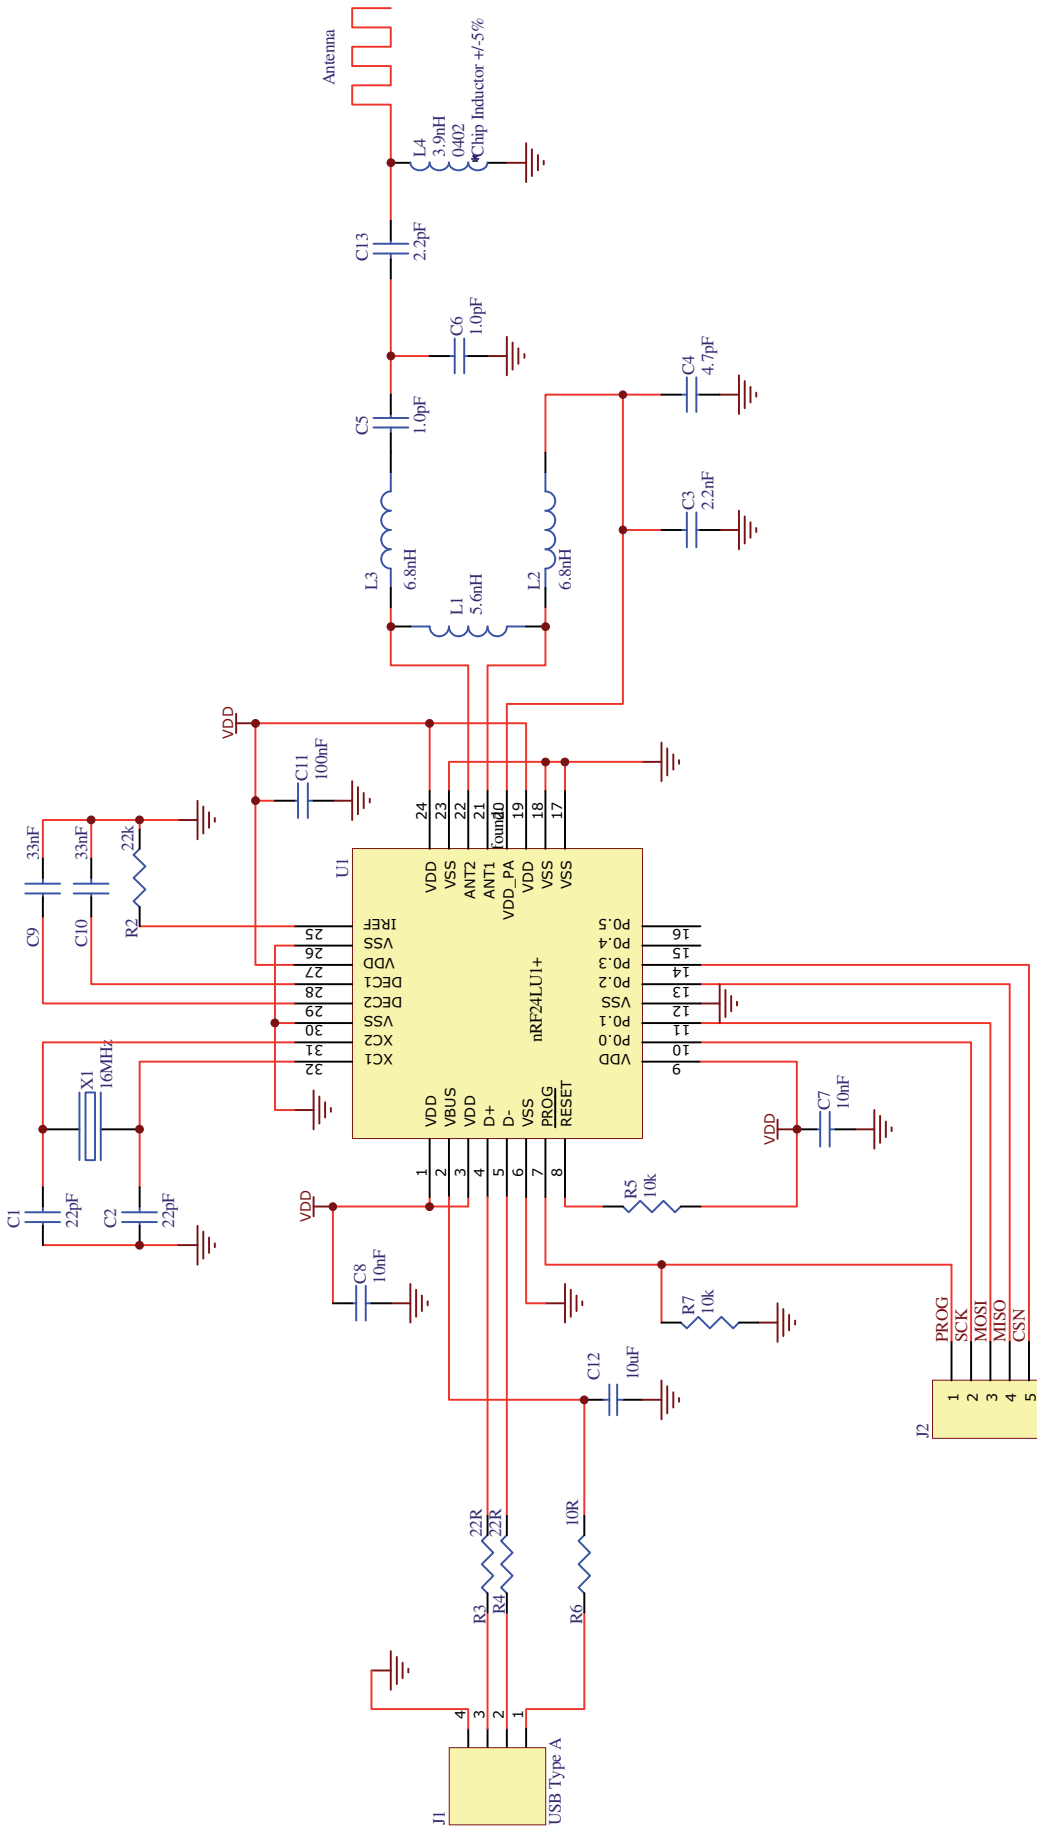 Antenna
L4
3.9nH
0402
*Chip Inductor +/-5%
C13
2.2pF
C6
1.0pF
C5
1.0pF
C4
4.7pF
C3
2.2nF
L3
6.8nH
L1
5.6nH
L2
6.8nH
VDD
C11
100nF
33nF
C9
33nF
C10
22k
R2
U1
nRF24LU1+
found
24
23
22
21
20
19
18
17
VDD
VSS
ANT2
ANT1
VDD_PA
VDD
VSS
VSS
IREF
VSS
VDD
DEC1
DEC2
VSS
XC2
XC1
25
26
27
28
29
30
31
32
P0.5
P0.4
P0.3
P0.2
VSS
P0.1
P0.0
VDD
16
15
14
13
12
11
10
9
VDD
VBUS
VDD
D+
D-
VSS
PROG
RESET
1
2
3
4
5
6
7
8
X1
16MHz
C1
22pF
C2
22pF
VDD
C8
10nF
VDD
C7
10nF
R5
10k
R7
10k
C12
10uF
PROG
SCK
MOSI
MISO
CSN
1
2
3
4
5
J2
22R
R3
22R
R4
10R
R6
4
3
2
1
J1
USB Type A